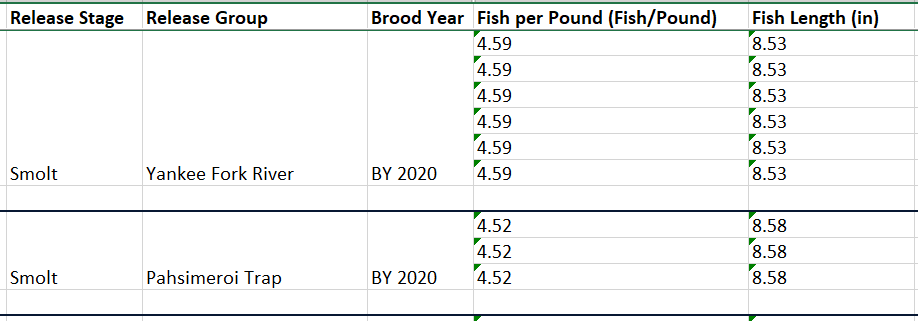 Release Stage Release Group Brood Year Fish per Pound (Fish/Pound) Fish Length (in)
4.59 8.53
4.59 8.53
4.59 8.53
4.59 8.53
4.59 8.53
Smolt Yankee Fork River BY 2020 4.59 8.53
4.52 8.58
4.52 8.58
Smolt Pahsimeroi Trap BY 2020 4.52 8.58